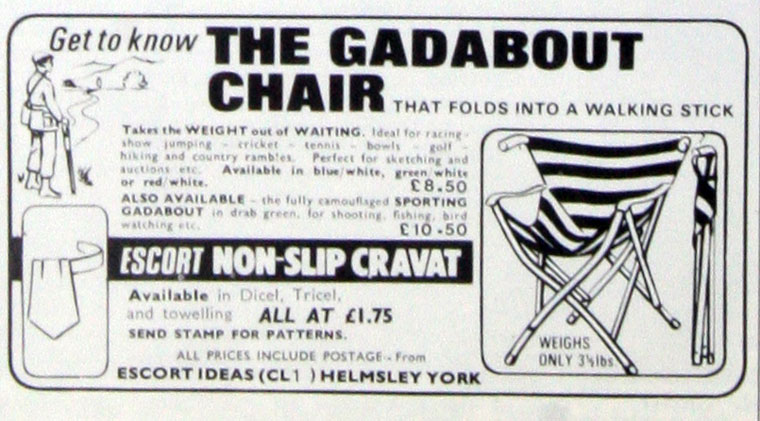 Get to know THE GADABOUT
CHAIR THAT FOLDS INTO A WALKING STICK
Takes the WEIGHT out of WAITING. Ideal for racing -
show jumping - cricket - tennis - bowls - golf -
hiking and country rambles. Perfect for sketching and
auctions etc. Available in blue/white, green/white
or red/white. £8.50
ALSO AVAILABLE - the fully camouflaged SPORTING
GADABOUT in drab green, for shooting, fishing, bird
watching etc. £10.50
ESCORT NON-SLIP CRAVAT
Available in Dicel, Tricel,
and towelling ALL AT £1.75
SEND STAMP FOR PATTERNS.
ALL PRICES INCLUDE POSTAGE - From
ESCORT IDEAS (CL1 ) HELMSLEY YORK
WEIGHS
ONLY 3½lbs.